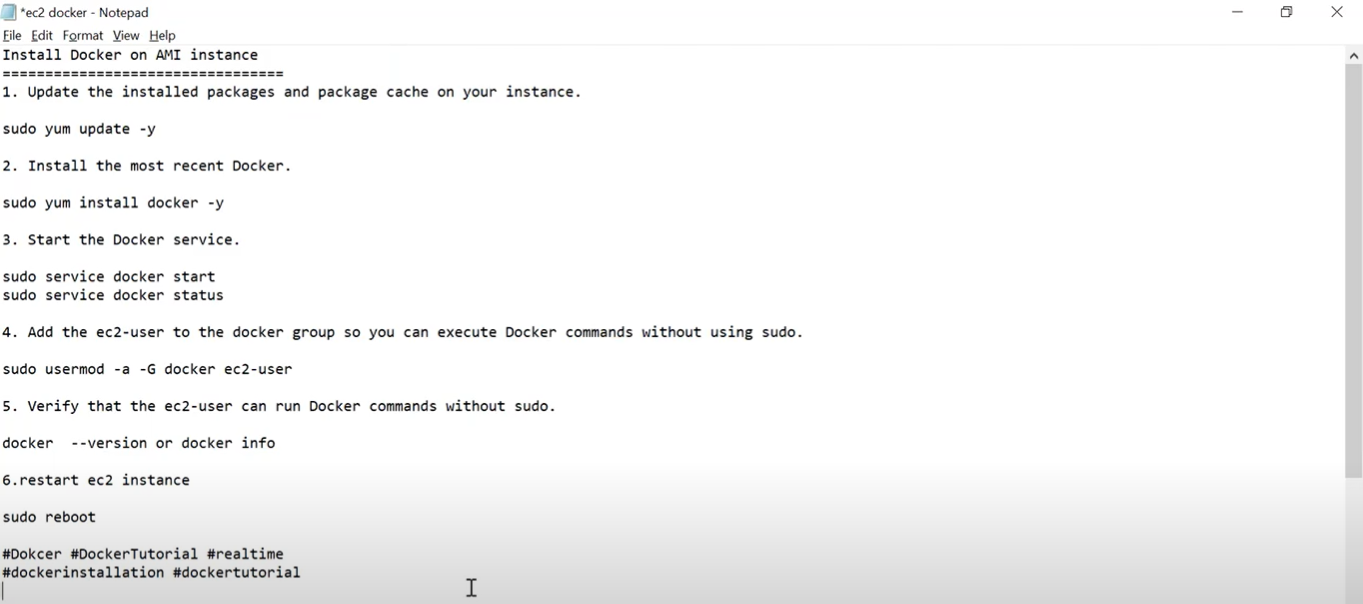 *ec2 docker - Notepad
File Edit Format View Help
Install Docker on AMI instance
=================================
1. Update the installed packages and package cache on your instance.
sudo yum update -y
2. Install the most recent Docker.
sudo yum install docker -y
3. Start the Docker service.
sudo service docker start
sudo service docker status
4. Add the ec2-user to the docker group so you can execute Docker commands without using sudo.
sudo usermod -a -G docker ec2-user
5. Verify that the ec2-user can run Docker commands without sudo.
docker  --version or docker info
6.restart ec2 instance
sudo reboot
#Dokcer #DockerTutorial #realtime
#dockerinstallation #dockertutorial